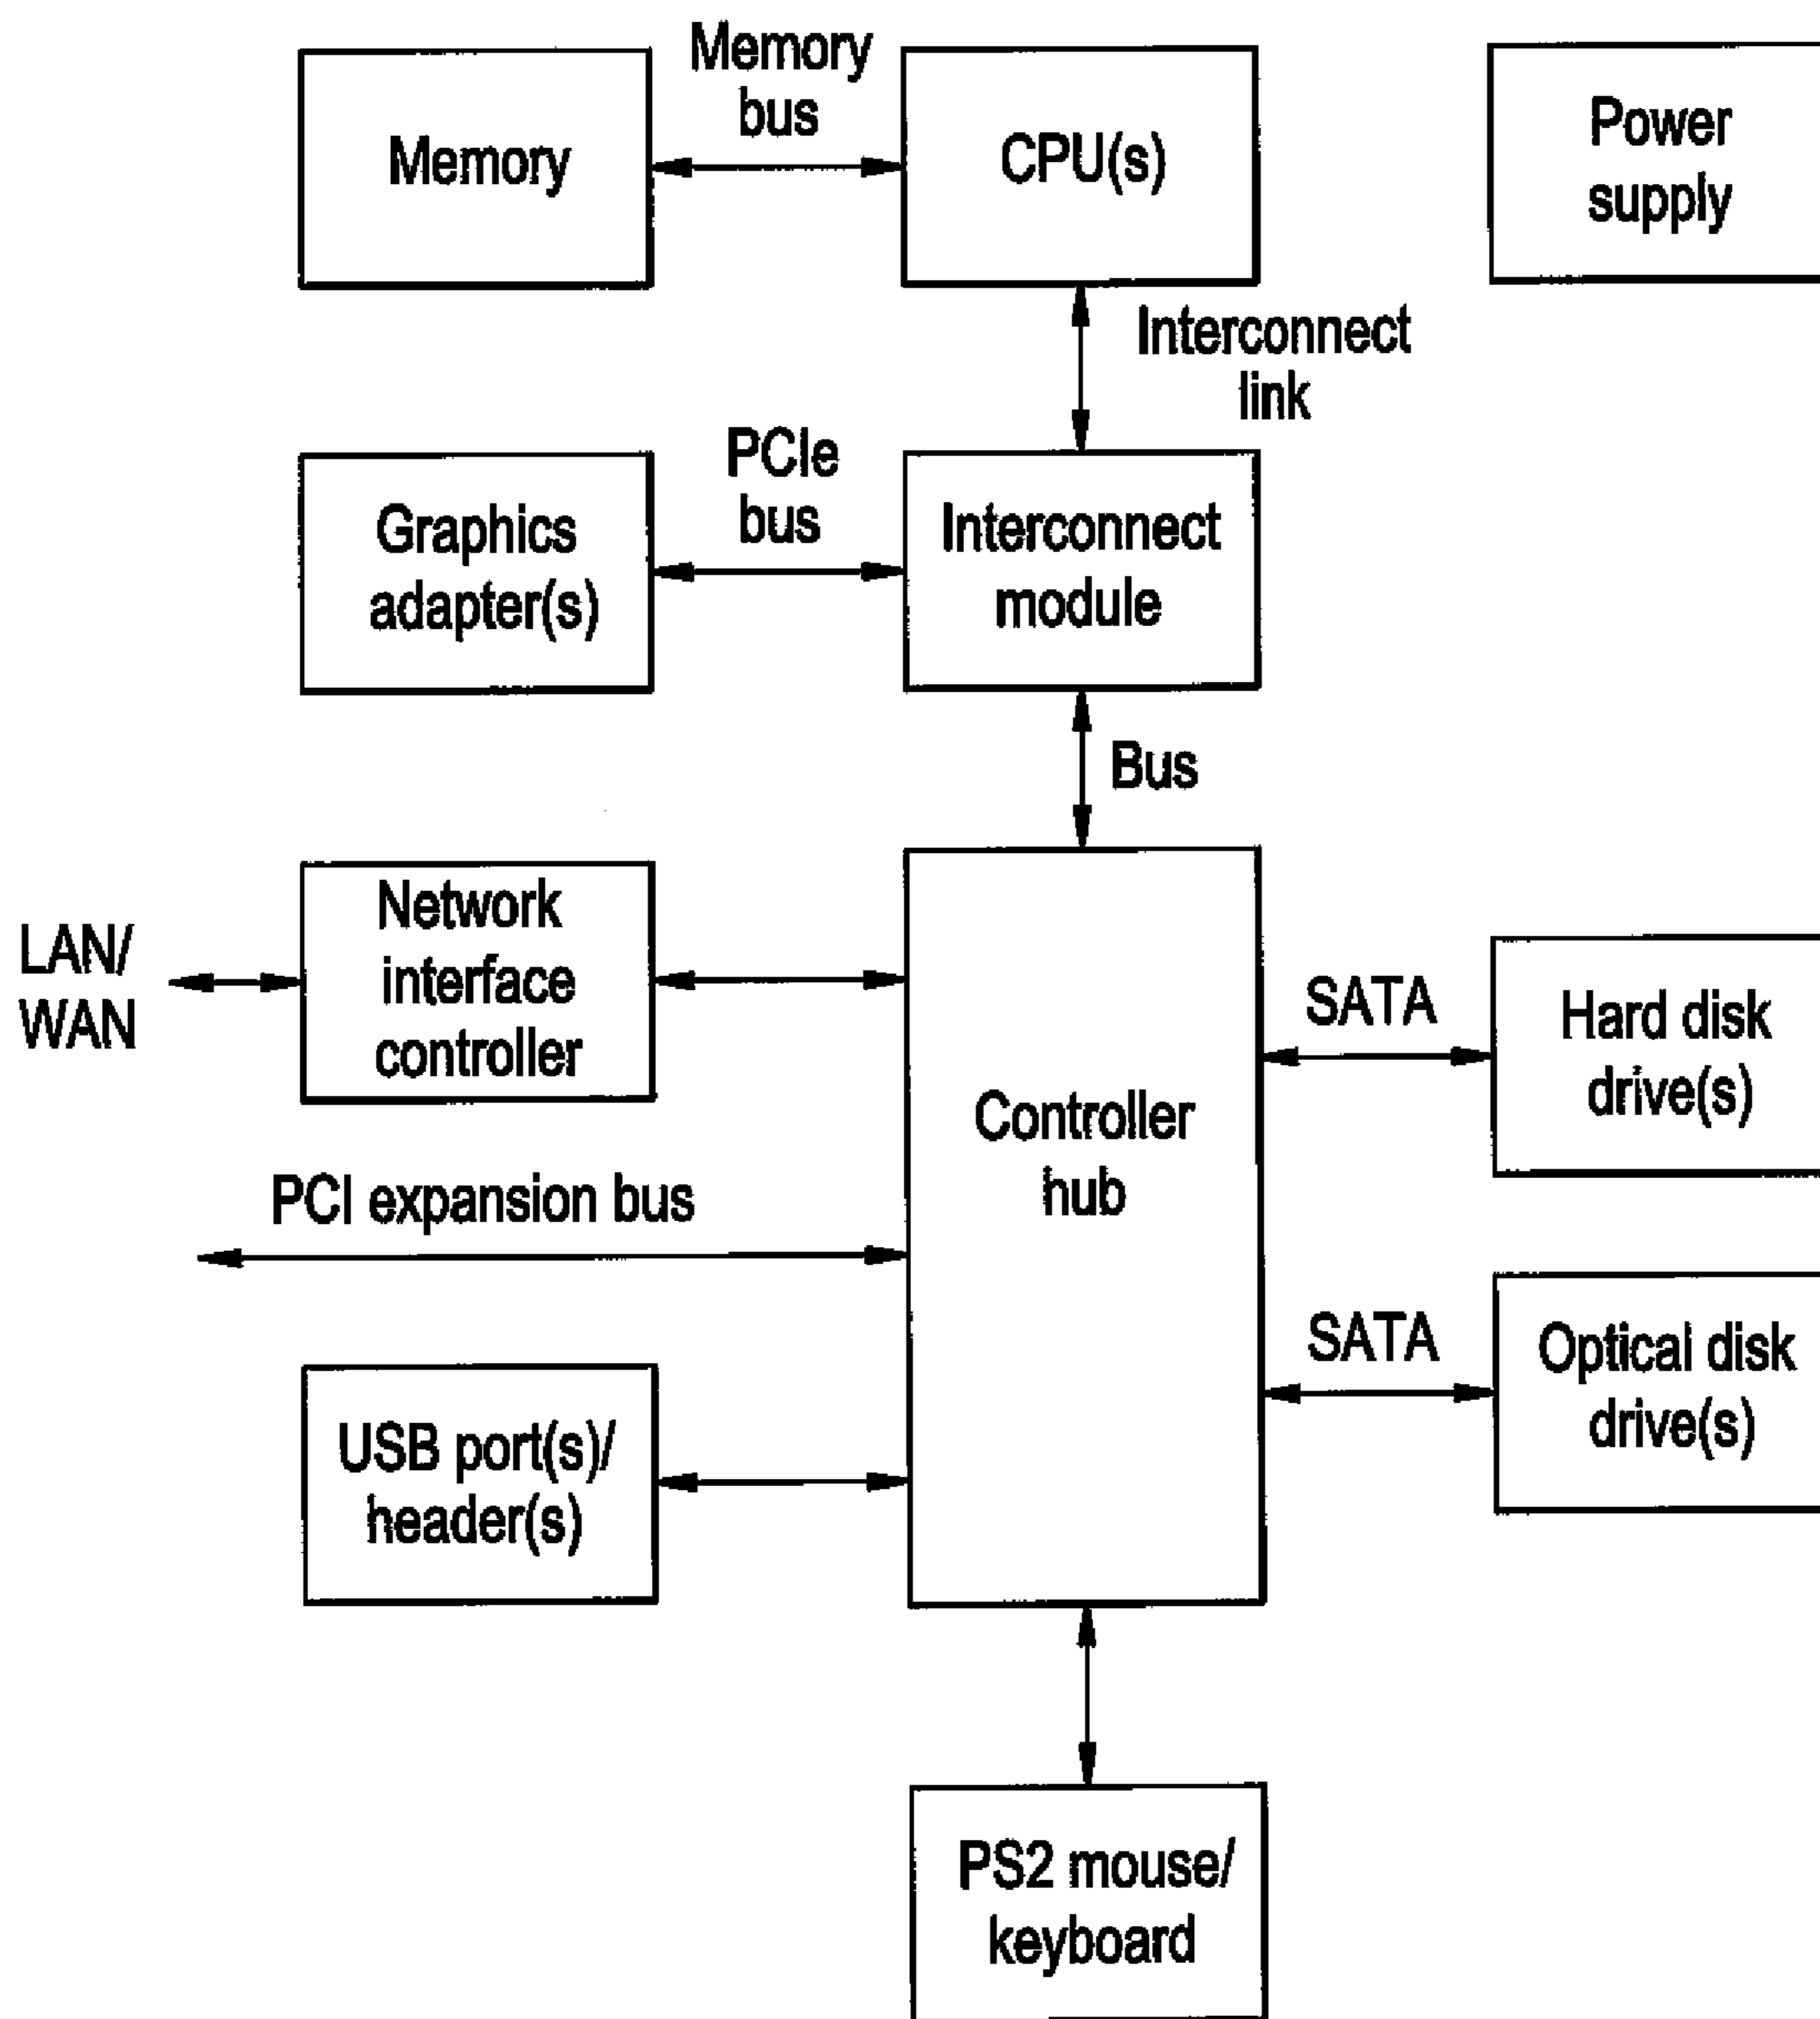 Memory
bus
Memory
CPU(s)
Power
supply
Interconnect
link
PCIe
bus
Graphics
adapter(s)
Interconnect
module
Bus
LAN/
WAN
Network
interface
controller
SATA
Hard disk
drive(s)
Controller
hub
PCI expansion bus
SATA
Optical disk
drive(s)
USB port(s)/
header(s)
PS2 mouse/
keyboard